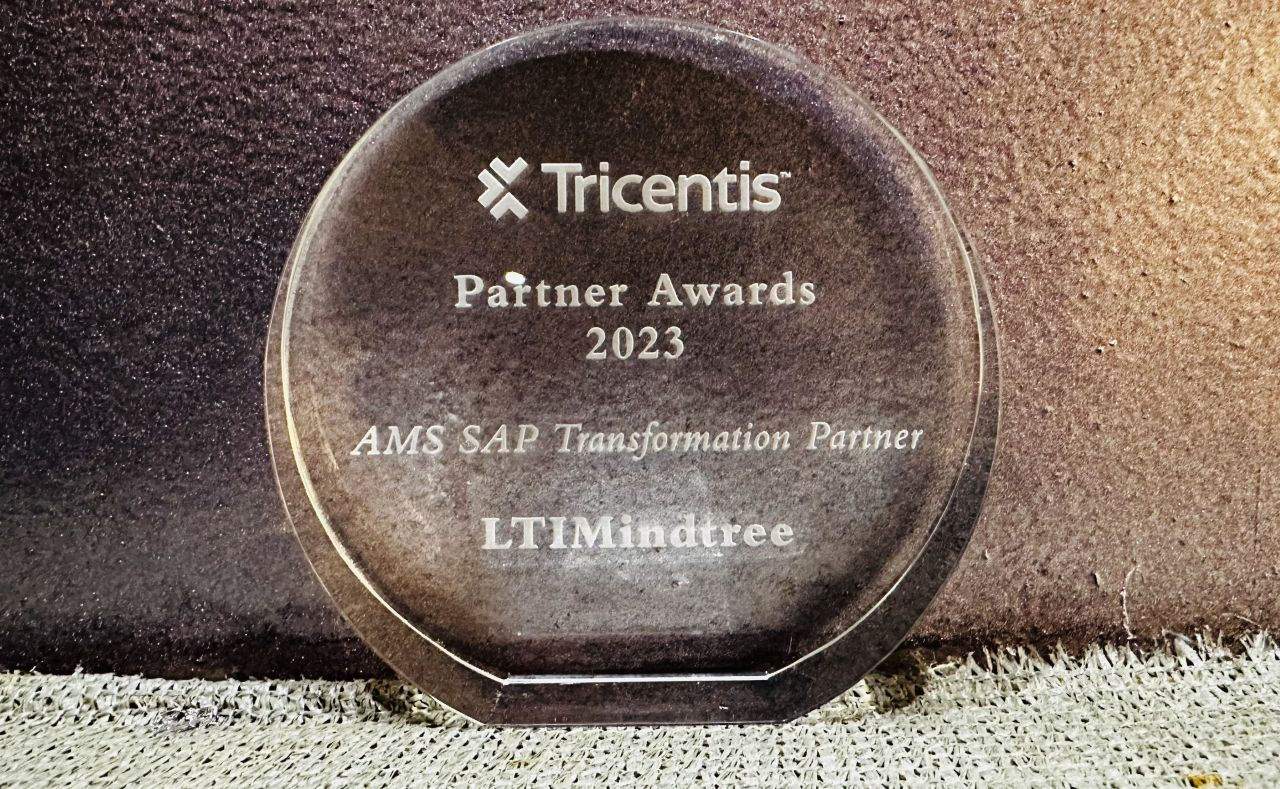 Tricentis™
Partner Awards
2023
AMS SAP Transformation Partner
LTIMindtree